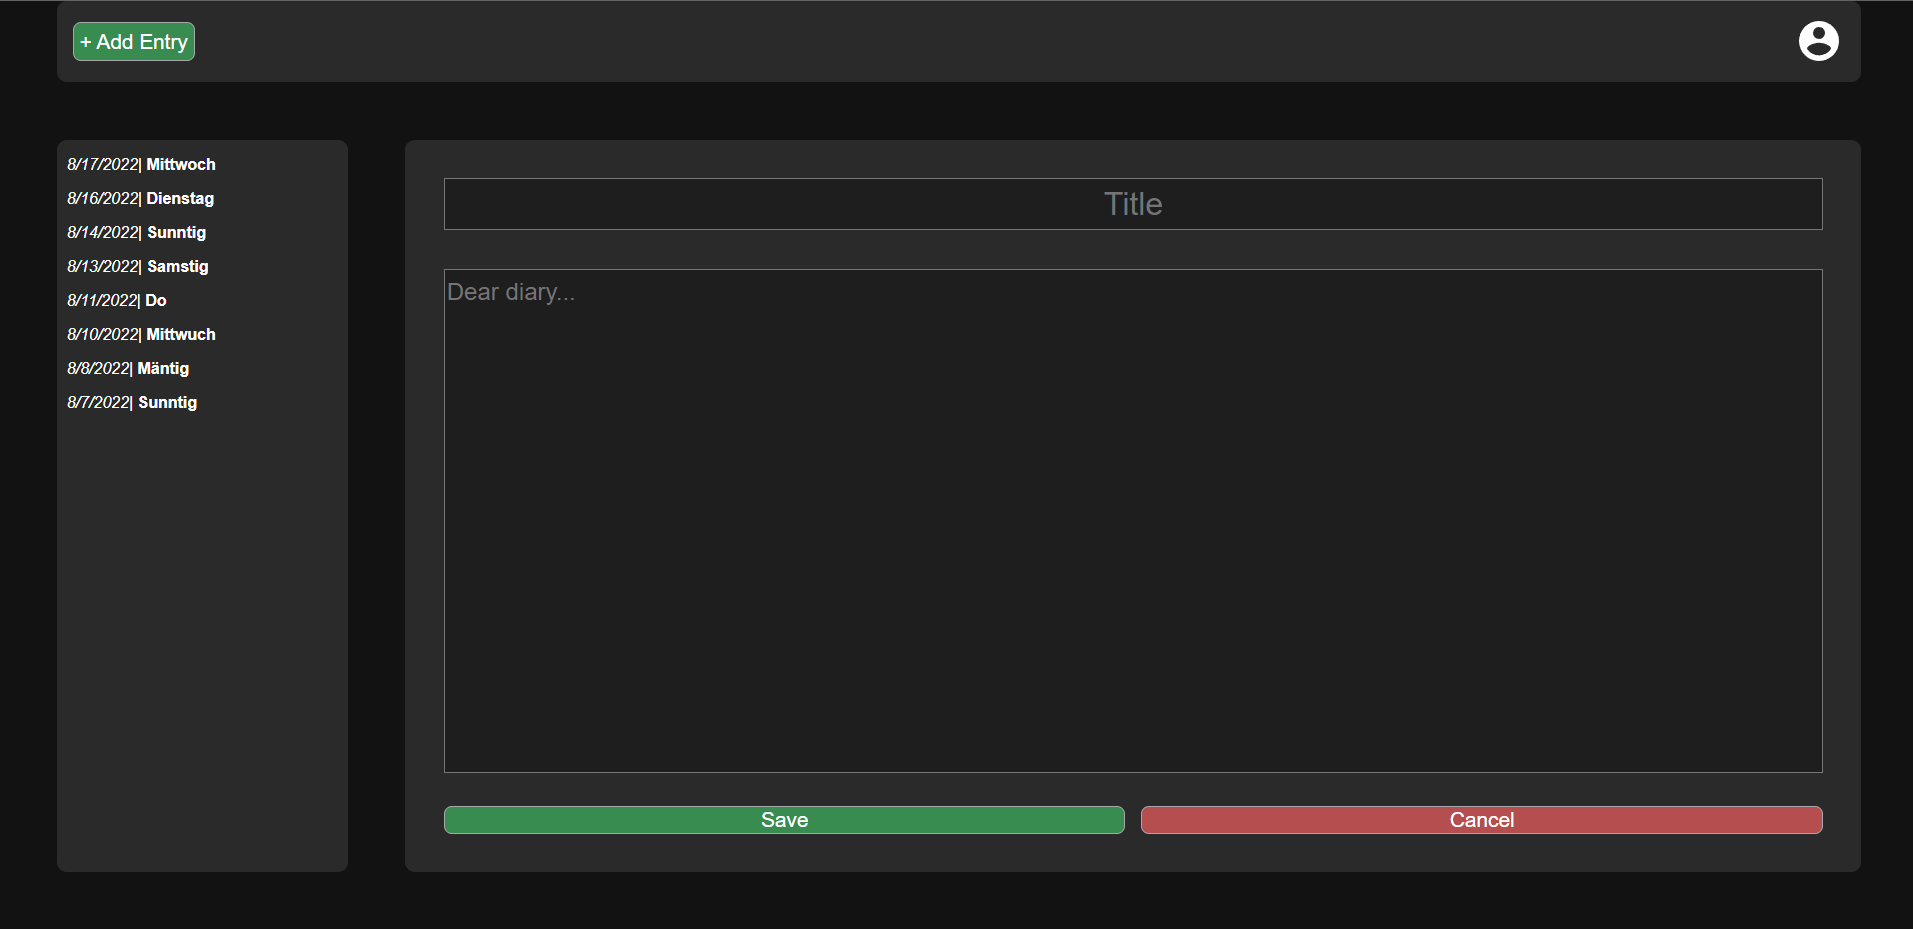 + Add Entry
8/17/2022| Mittwoch
8/16/2022| Dienstag
8/14/2022| Sunntig
8/13/2022| Samstig
8/11/2022| Do
8/10/2022| Mittwuch
8/8/2022| Mäntig
8/7/2022| Sunntig
Title
Dear diary...
Save
Cancel